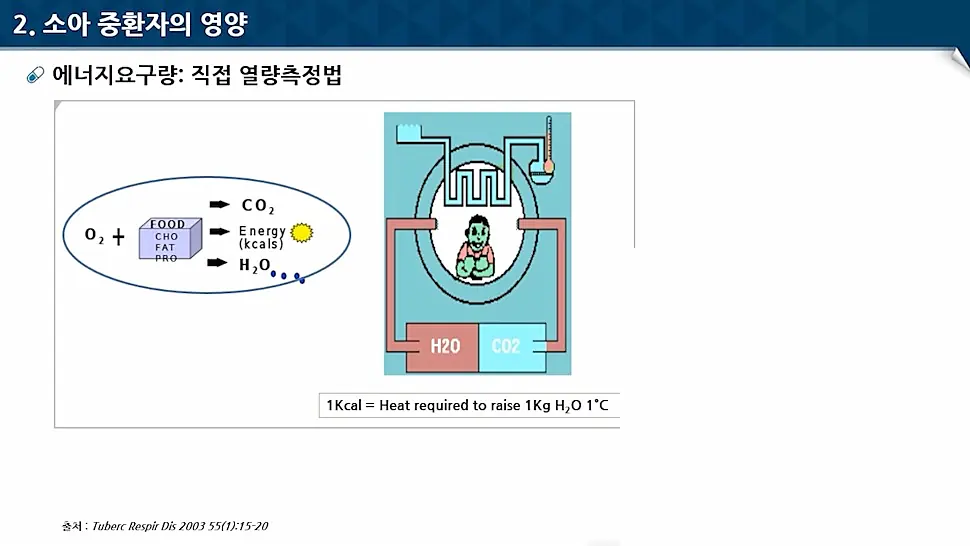 2. 소아 중환자의 영양
에너지요구량: 직접 열량측정법
O2 +
FOOD
CHO
FAT
PRO
CO2
Energy
(kcals)
H2O
H2O
CO2
1Kcal = Heat required to raise 1Kg H2O 1°C
출처 : Tuberc Respir Dis 2003 55(1):15-20